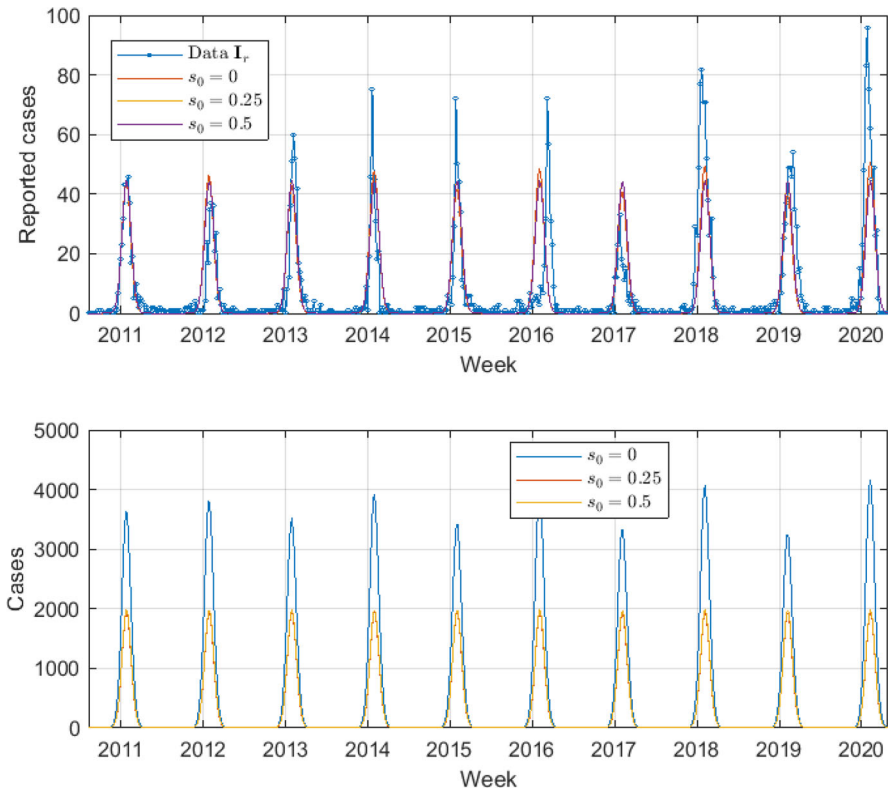 100
80
60
40
20
0
Reported cases
Data I_r
s_0 = 0
s_0 = 0.25
s_0 = 0.5
2011 2012 2013 2014 2015 2016 2017 2018 2019 2020
Week
5000
4000
3000
2000
1000
0
Cases
s_0 = 0
s_0 = 0.25
s_0 = 0.5
2011 2012 2013 2014 2015 2016 2017 2018 2019 2020
Week